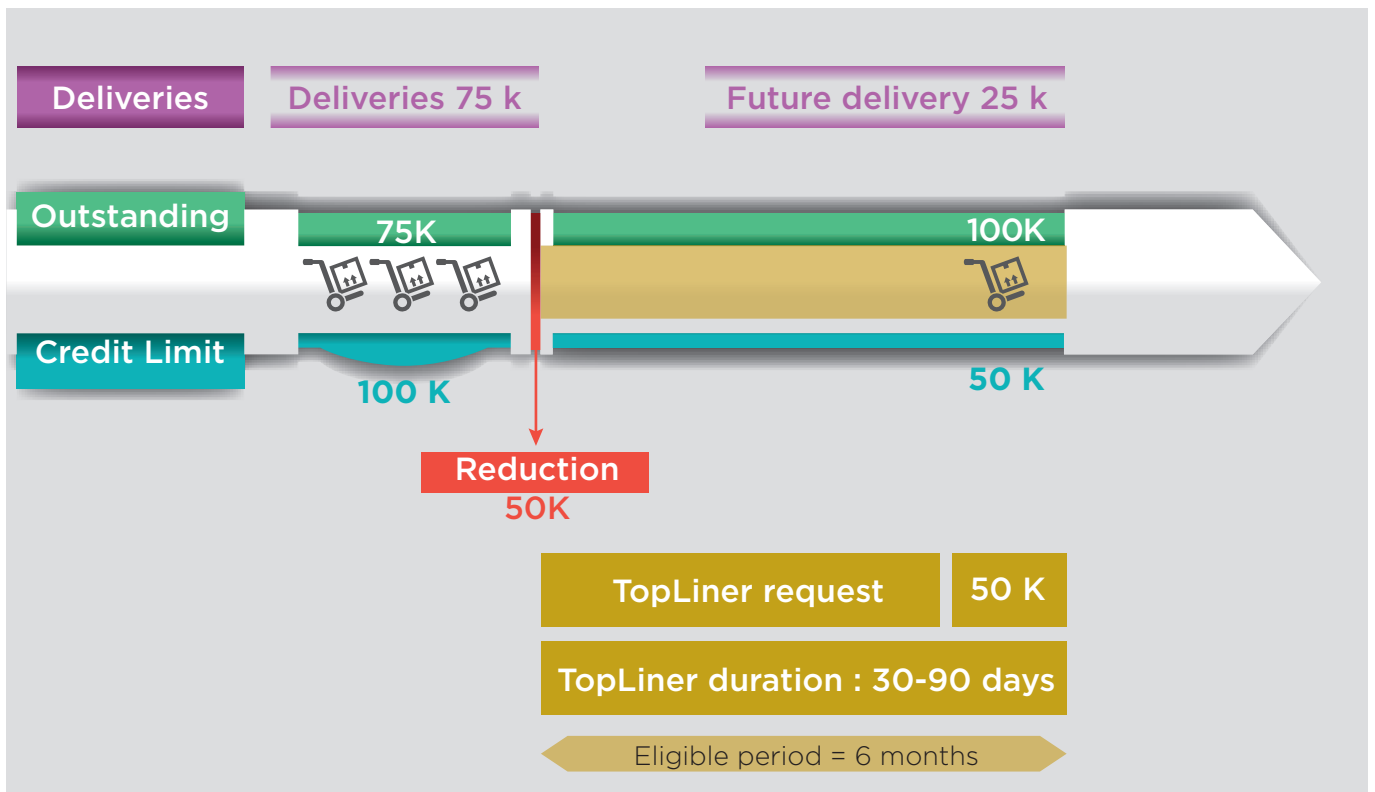 Deliveries
Deliveries 75 k
Future delivery 25 k
Outstanding
75K
100K
Credit Limit
100 K
50 K
Reduction
50K
TopLiner request
50 K
TopLiner duration : 30-90 days
Eligible period = 6 months